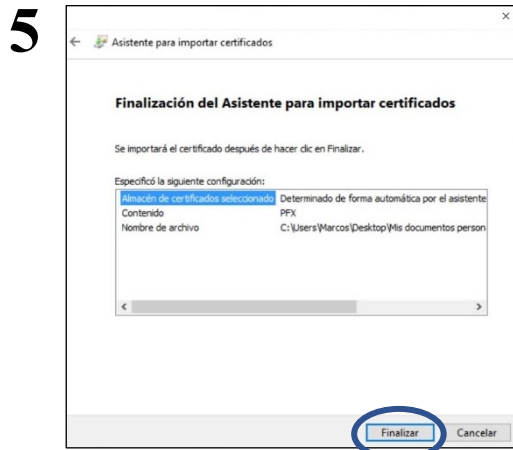 5
Asistente para importar certificados
Finalización del Asistente para importar certificados
Se importará el certificado después de hacer clic en Finalizar.
Especificó la siguiente configuración:
Almacén de certificados seleccionado Determinado de forma automática por el asistente
Contenido PFX
Nombre de archivo C:\Users\Marcos\Desktop\Mis documentos person
Finalizar Cancelar